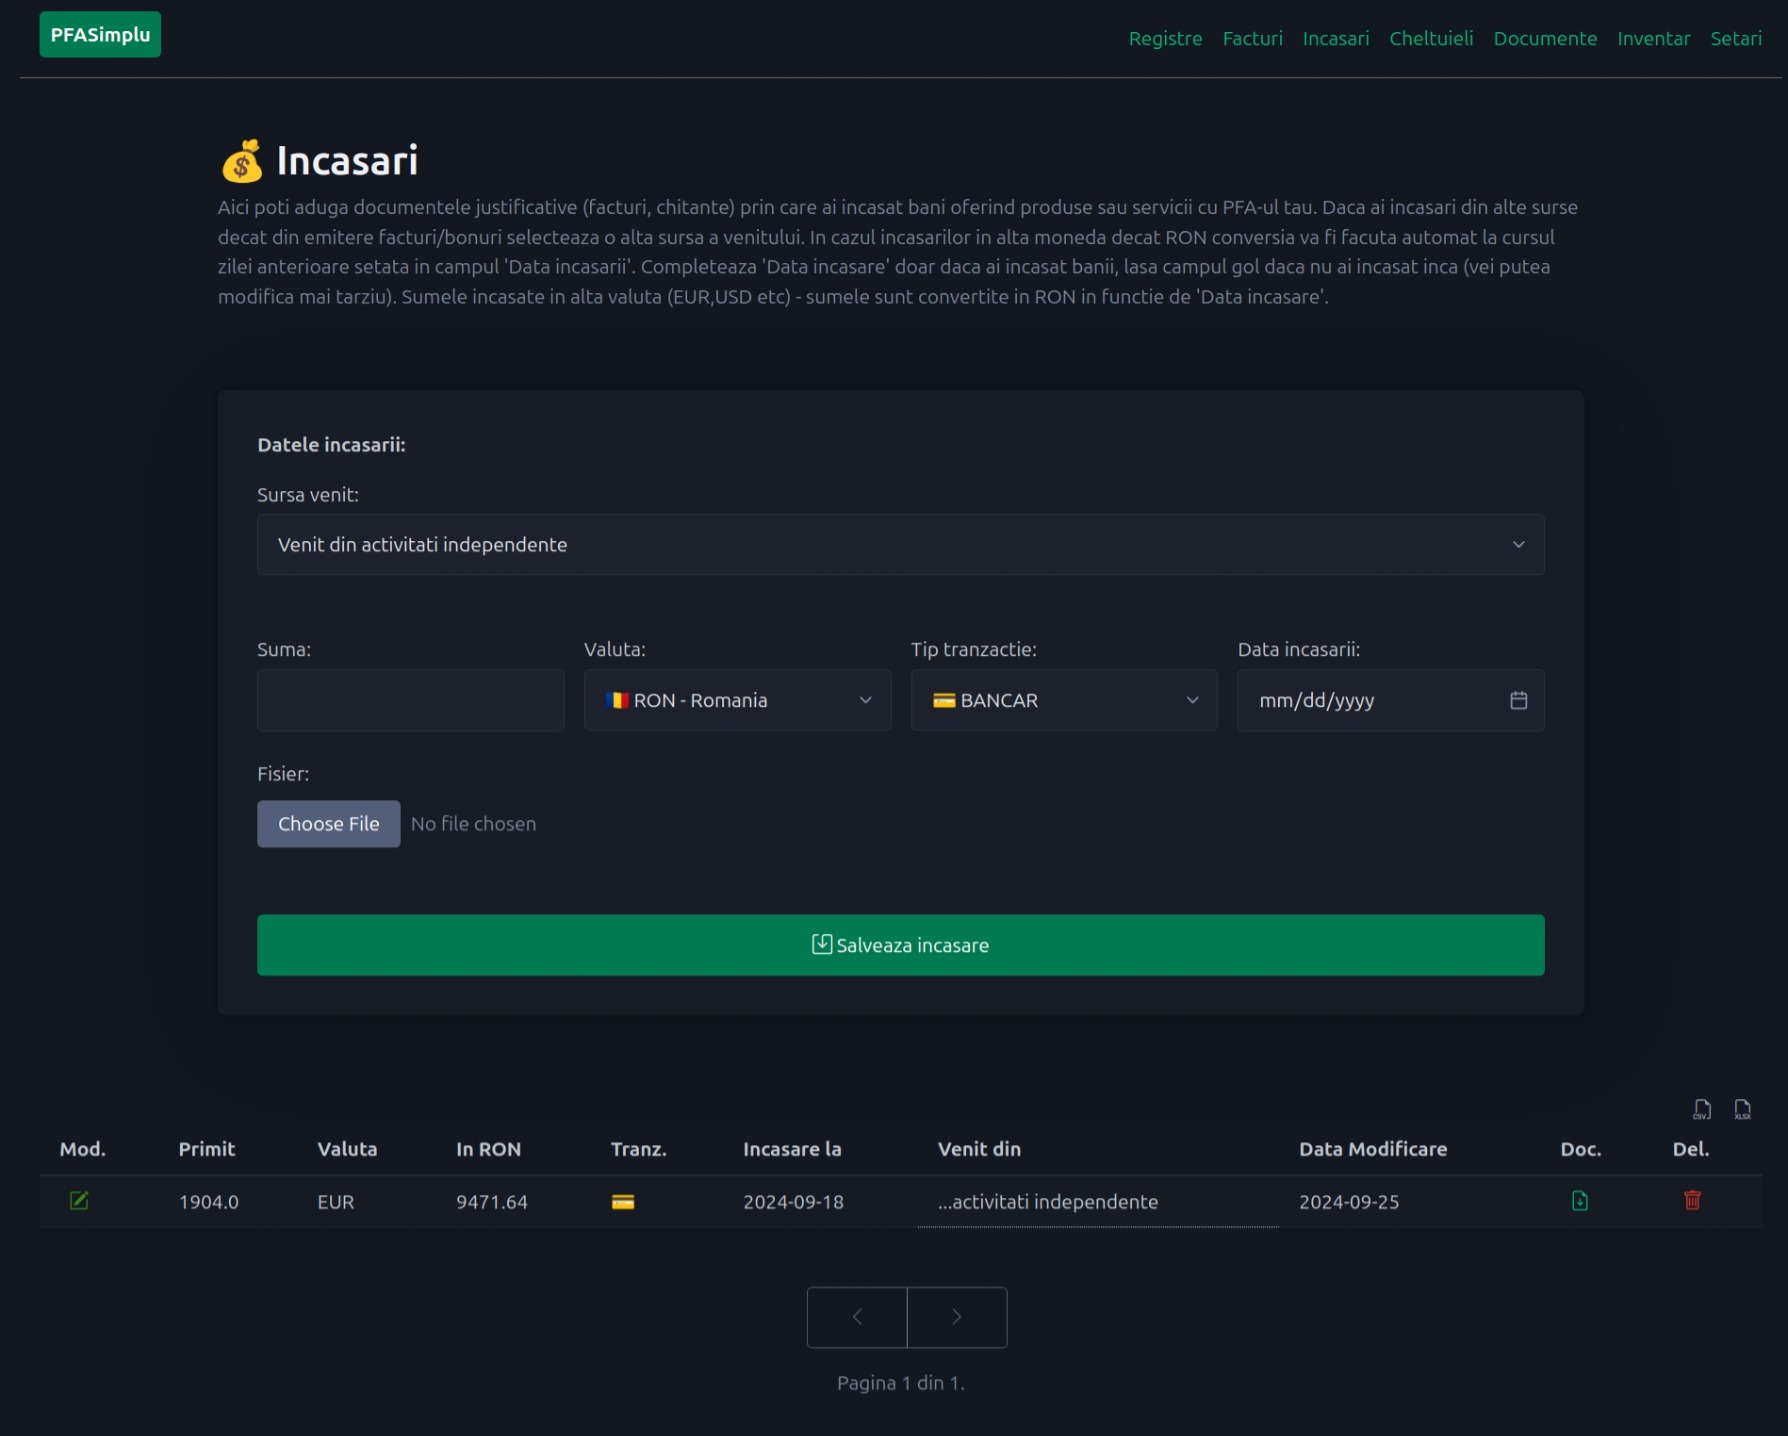 PFASimplu
Registre Facturi Incasari Cheltuieli Documente Inventar Setari
💰 Incasari
Aici poti aduga documentele justificative (facturi, chitante) prin care ai incasat bani oferind produse sau servicii cu PFA-ul tau. Daca ai incasari din alte surse
decat din emitere facturi/bonuri selecteaza o alta sursa a venitului. In cazul incasarilor in alta moneda decat RON conversia va fi facuta automat la cursul
zilei anterioare setata in campul 'Data incasarii'. Completeaza 'Data incasare' doar daca ai incasat banii, lasa campul gol daca nu ai incasat inca (vei putea
modifica mai tarziu). Sumele incasate in alta valuta (EUR,USD etc) - sumele sunt convertite in RON in functie de 'Data incasare'.
Datele incasarii:
Sursa venit:
Venit din activitati independente
Suma: Valuta: Tip tranzactie: Data incasarii:
🇷🇴 RON - Romania 💳 BANCAR mm/dd/yyyy
Fisier:
Choose File No file chosen
Salveaza incasare
CSV XLSX
Mod. Primit Valuta In RON Tranz. Incasare la Venit din Data Modificare Doc. Del.
1904.0 EUR 9471.64 💳 2024-09-18 ...activitati independente 2024-09-25
Pagina 1 din 1.